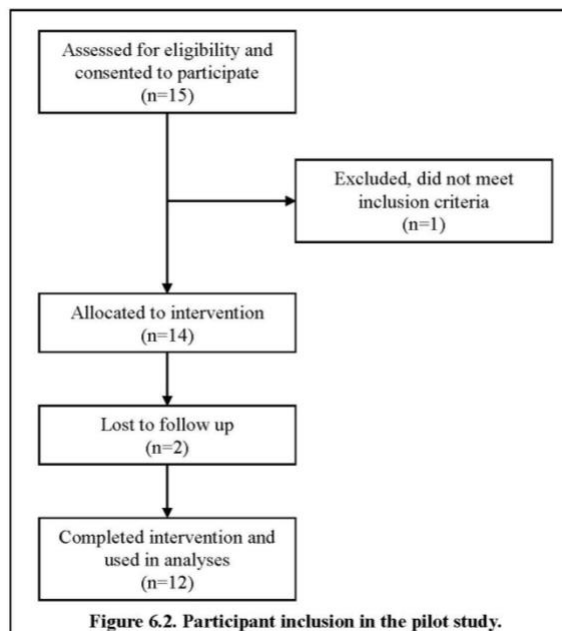 Assessed for eligibility and
consented to participate
(n=15)
Excluded, did not meet
inclusion criteria
(n=1)
Allocated to intervention
(n=14)
Lost to follow up
(n=2)
Completed intervention and
used in analyses
(n=12)
Figure 6.2. Participant inclusion in the pilot study.